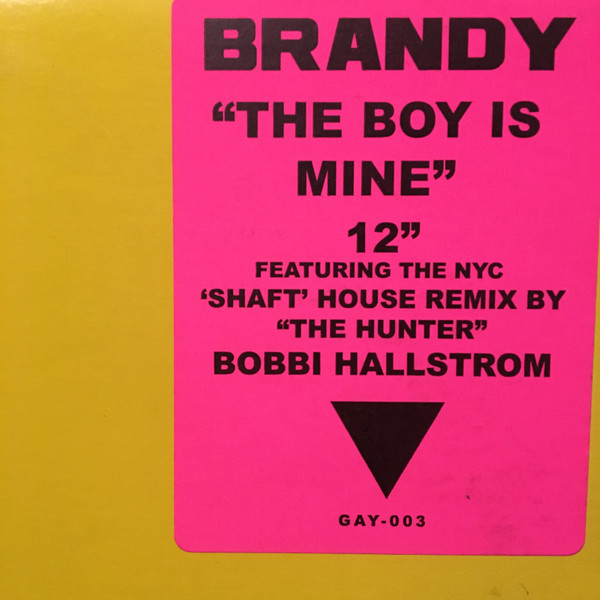 BRANDY
“THE BOY IS
MINE”
12”
FEATURING THE NYC
‘SHAFT’ HOUSE REMIX BY
“THE HUNTER”
BOBBI HALLSTROM
GAY-003